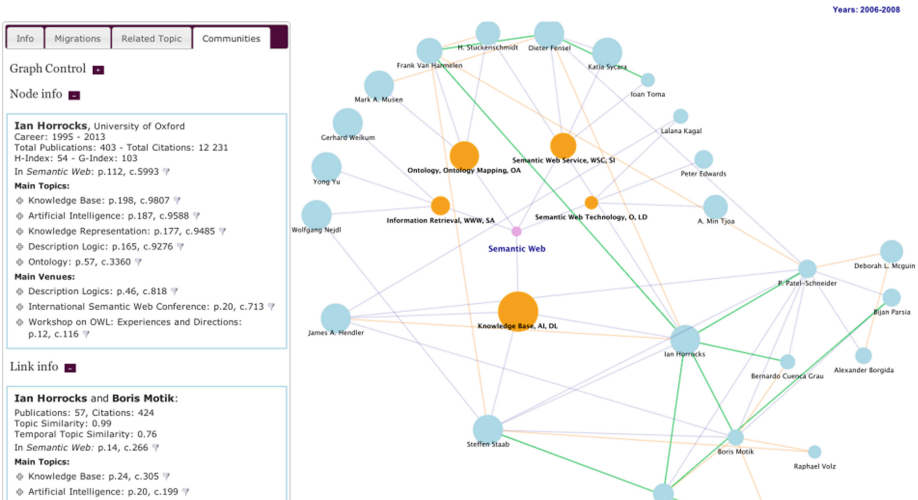 Years: 2006-2008
Info
Migrations
Related Topic
Communities
Graph Control
Node info
Ian Horrocks, University of Oxford
Career: 1995 - 2013
Total Publications: 403 - Total Citations: 12 231
H-Index: 54 - G-Index: 103
In Semantic Web: p.112, c.5993
Main Topics:
Knowledge Base: p.198, c.9807
Artificial Intelligence: p.187, c.9588
Knowledge Representation: p.177, c.9485
Description Logic: p.165, c.9276
Ontology: p.57, c.3360
Main Venues:
Description Logics: p.46, c.818
International Semantic Web Conference: p.20, c.713
Workshop on OWL: Experiences and Directions:
p.12, c.116
Link info
Ian Horrocks and Boris Motik:
Publications: 57, Citations: 424
Topic Similarity: 0.99
Temporal Topic Similarity: 0.76
In Semantic Web: p.14, c.266
Main Topics:
Knowledge Base: p.24, c.305
Artificial Intelligence: p.20, c.199
H. Stuckenschmidt
Dieter Fensel
Frank Van Harmelen
Katia Sycara
Ioan Toma
Mark A. Musen
Lalana Kagal
Gerhard Weikum
Semantic Web Service, WSC, SI
Ontology, Ontology Mapping, OA
Peter Edwards
Yong Yu
Information Retrieval, WWW, SA
Semantic Web Technology, O, LD
A. Min Tjoa
Wolfgang Nejdl
Semantic Web
Deborah L. Mcguin
P. Patel-Schneider
Bijan Parsia
James A. Hendler
Knowledge Base, AI, DL
Ian Horrocks
Alexander Borgida
Bernardo Cuenca Grau
Steffen Staab
Boris Motik
Raphael Volz